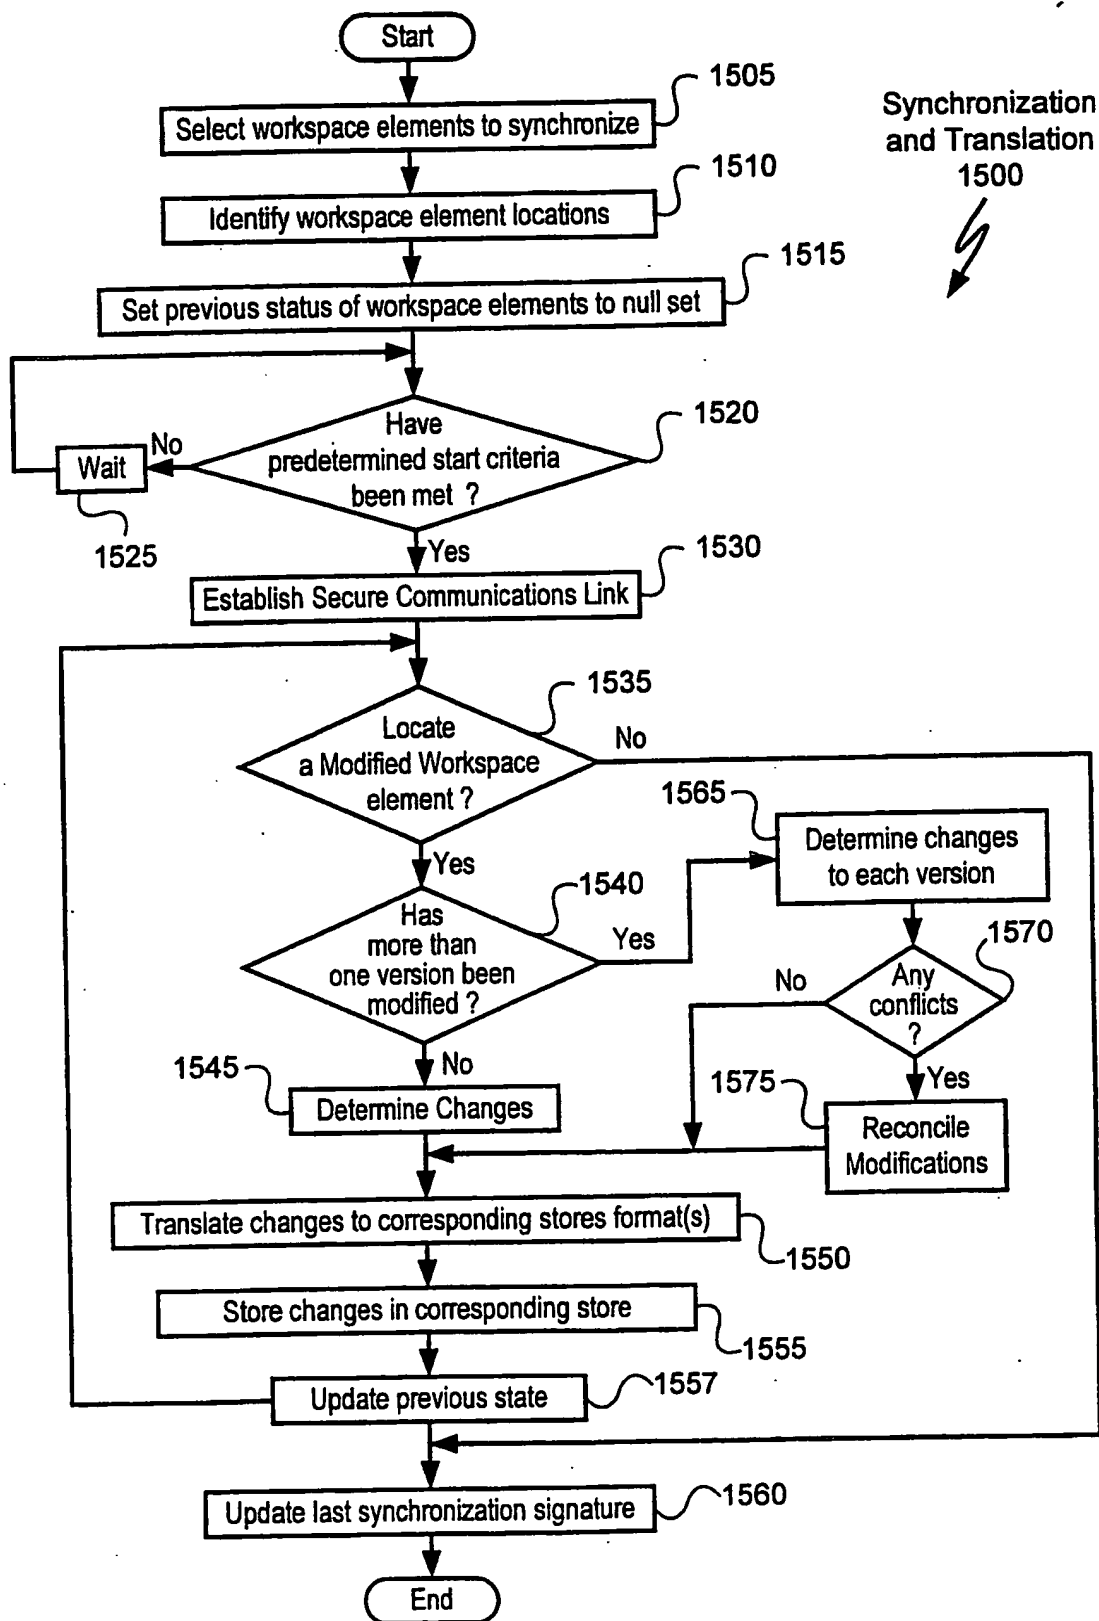 Start
1505
Select workspace elements to synchronize
Synchronization
and Translation
1500
1510
Identify workspace element locations
1515
Set previous status of workspace elements to null set
1520
Have
predetermined start criteria
been met ?
No
Wait
1525
Yes
1530
Establish Secure Communications Link
1535
Locate
a Modified Workspace
element ?
No
Yes
1565
Determine changes
to each version
1540
Has
more than
one version been
modified ?
Yes
1570
Any
conflicts
?
No
No
1545
Determine Changes
Yes
1575
Reconcile
Modifications
Translate changes to corresponding stores format(s)
1550
Store changes in corresponding store
1555
Update previous state
1557
Update last synchronization signature
1560
End